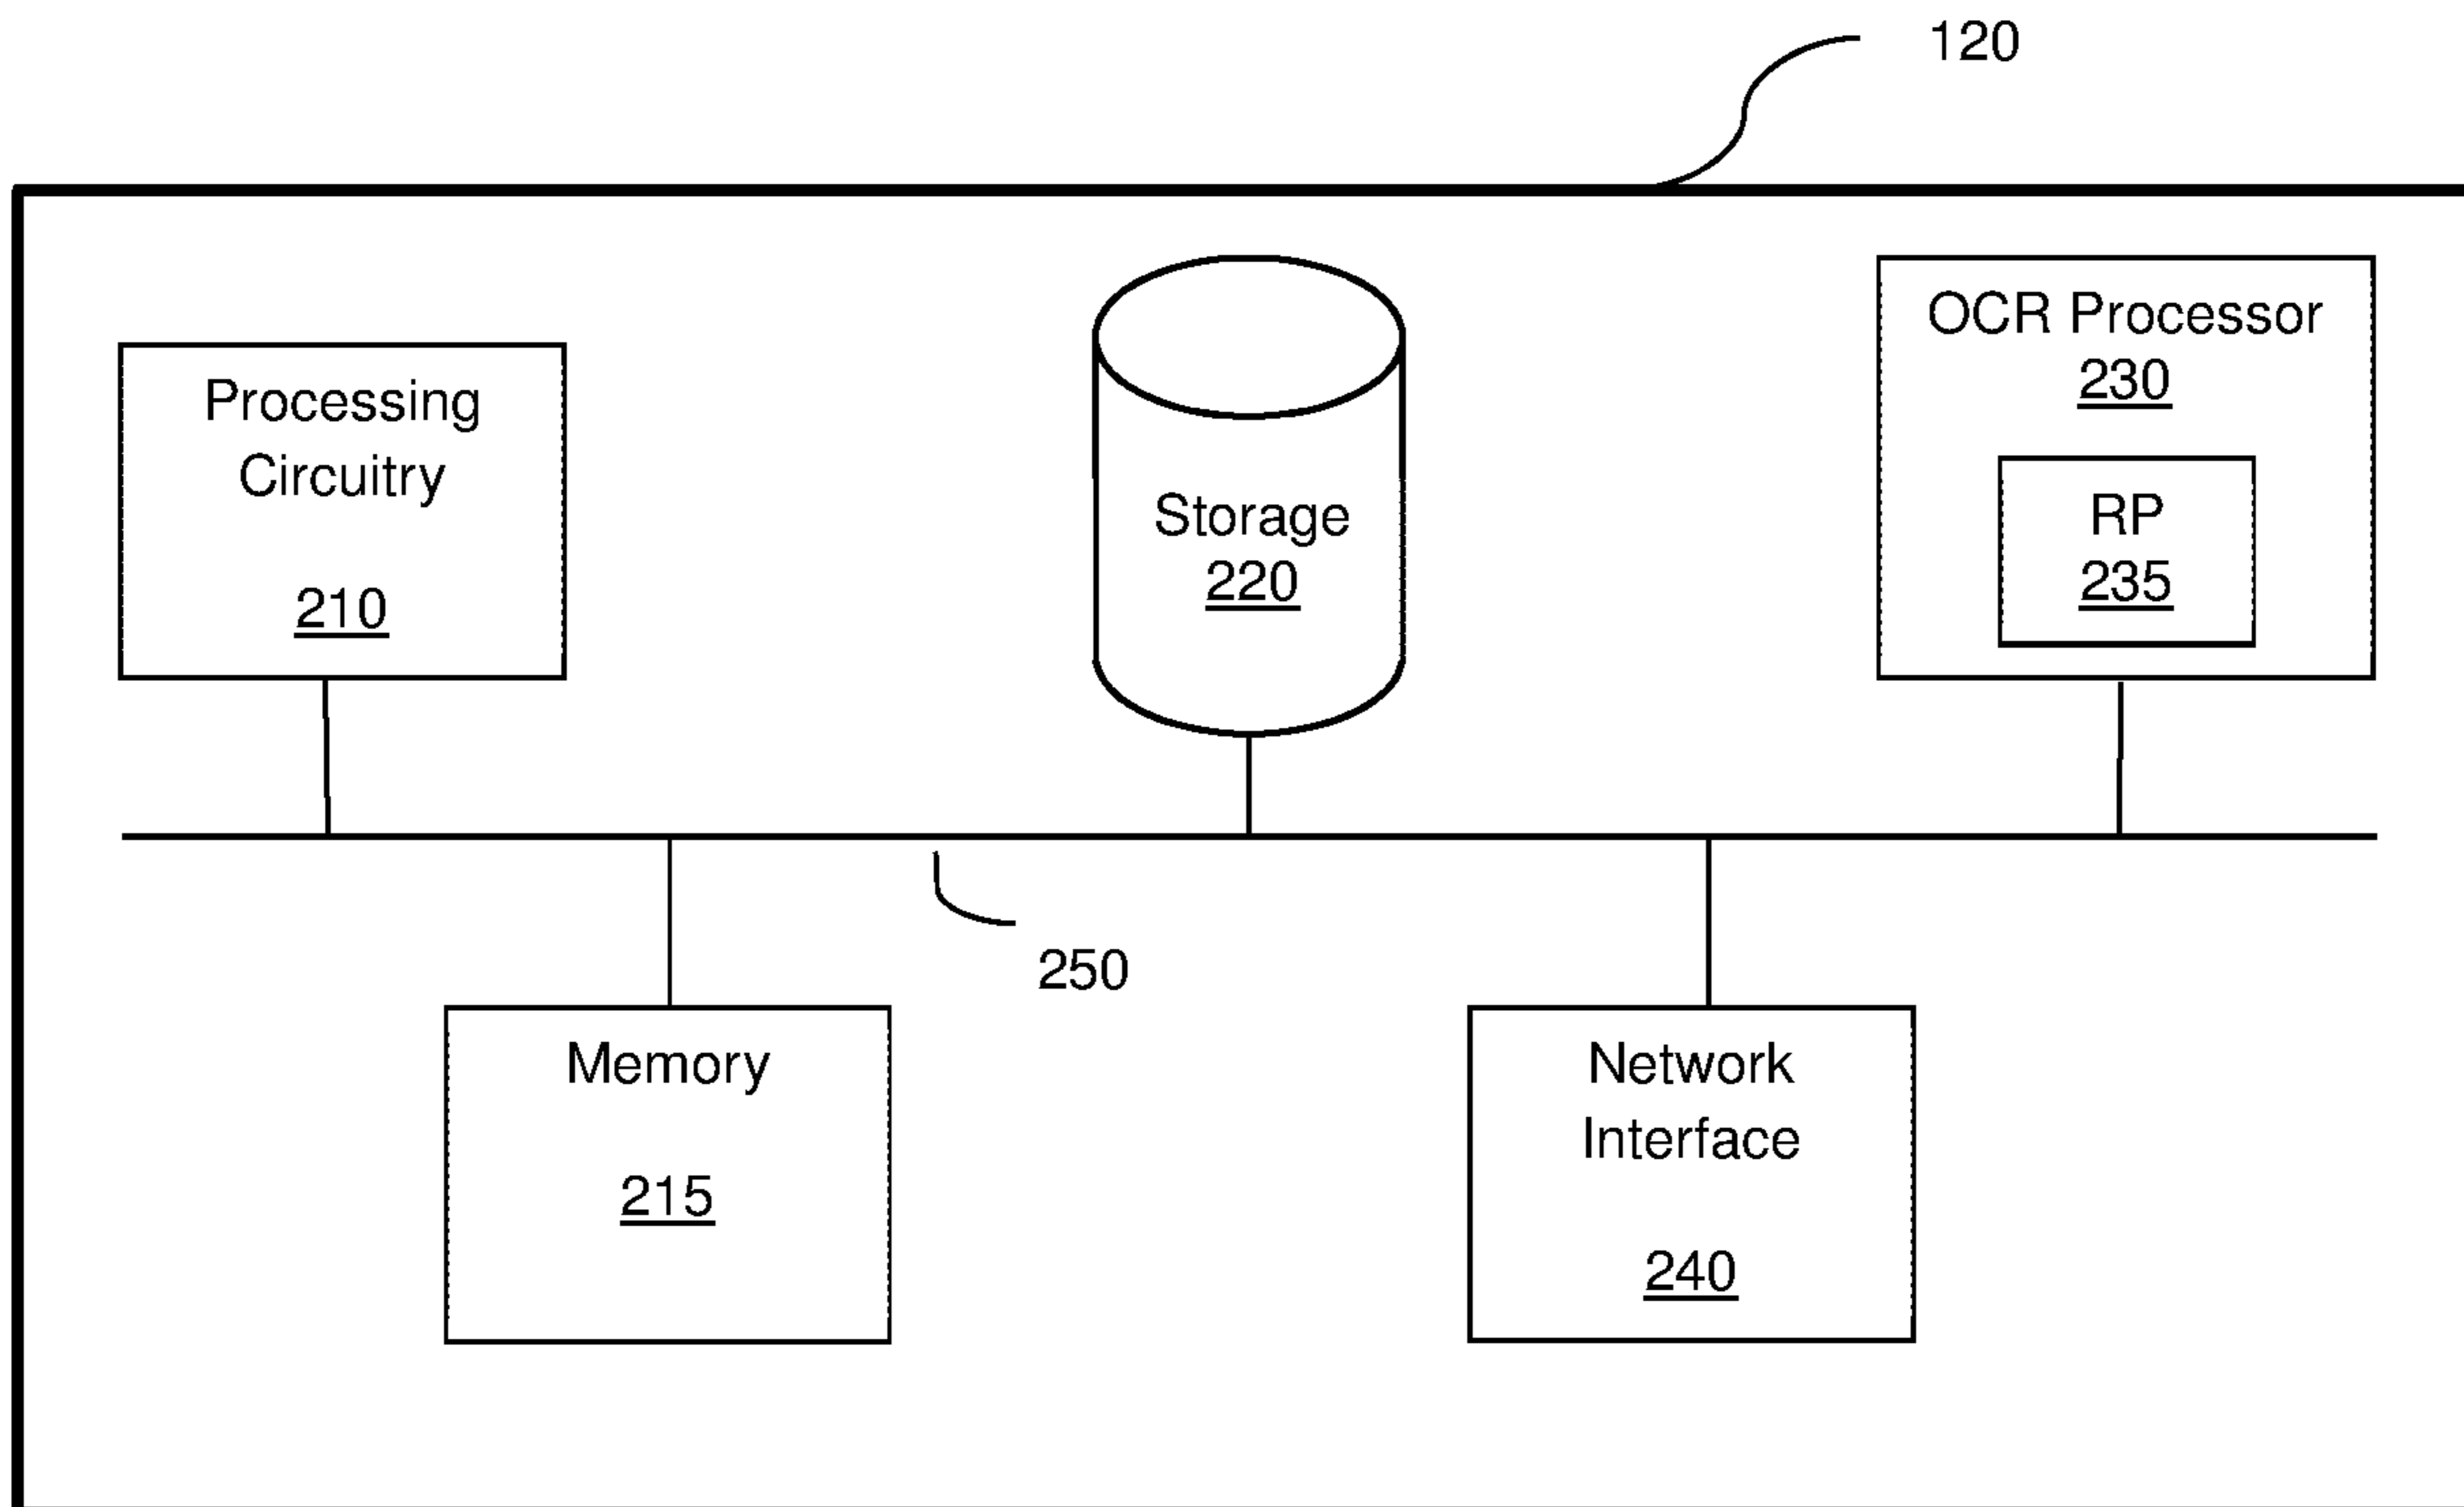 120
Processing
Circuitry
210
Storage
220
OCR Processor
230
RP
235
250
Memory
215
Network
Interface
240